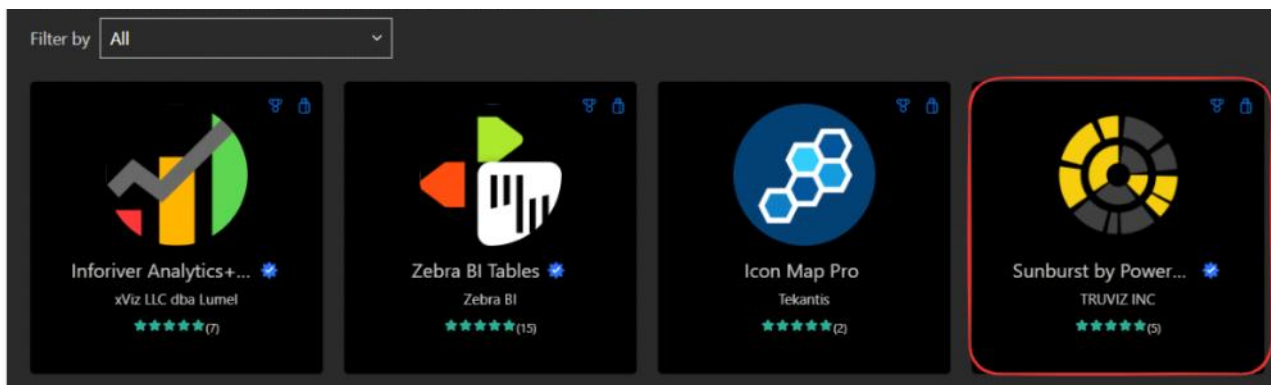 Filter by All
Inforiver Analytics+...
xViz LLC dba Lumel
(7)
Zebra BI Tables
Zebra BI
(15)
Icon Map Pro
Tekantis
(2)
Sunburst by Power...
TRUVIZ INC
(5)